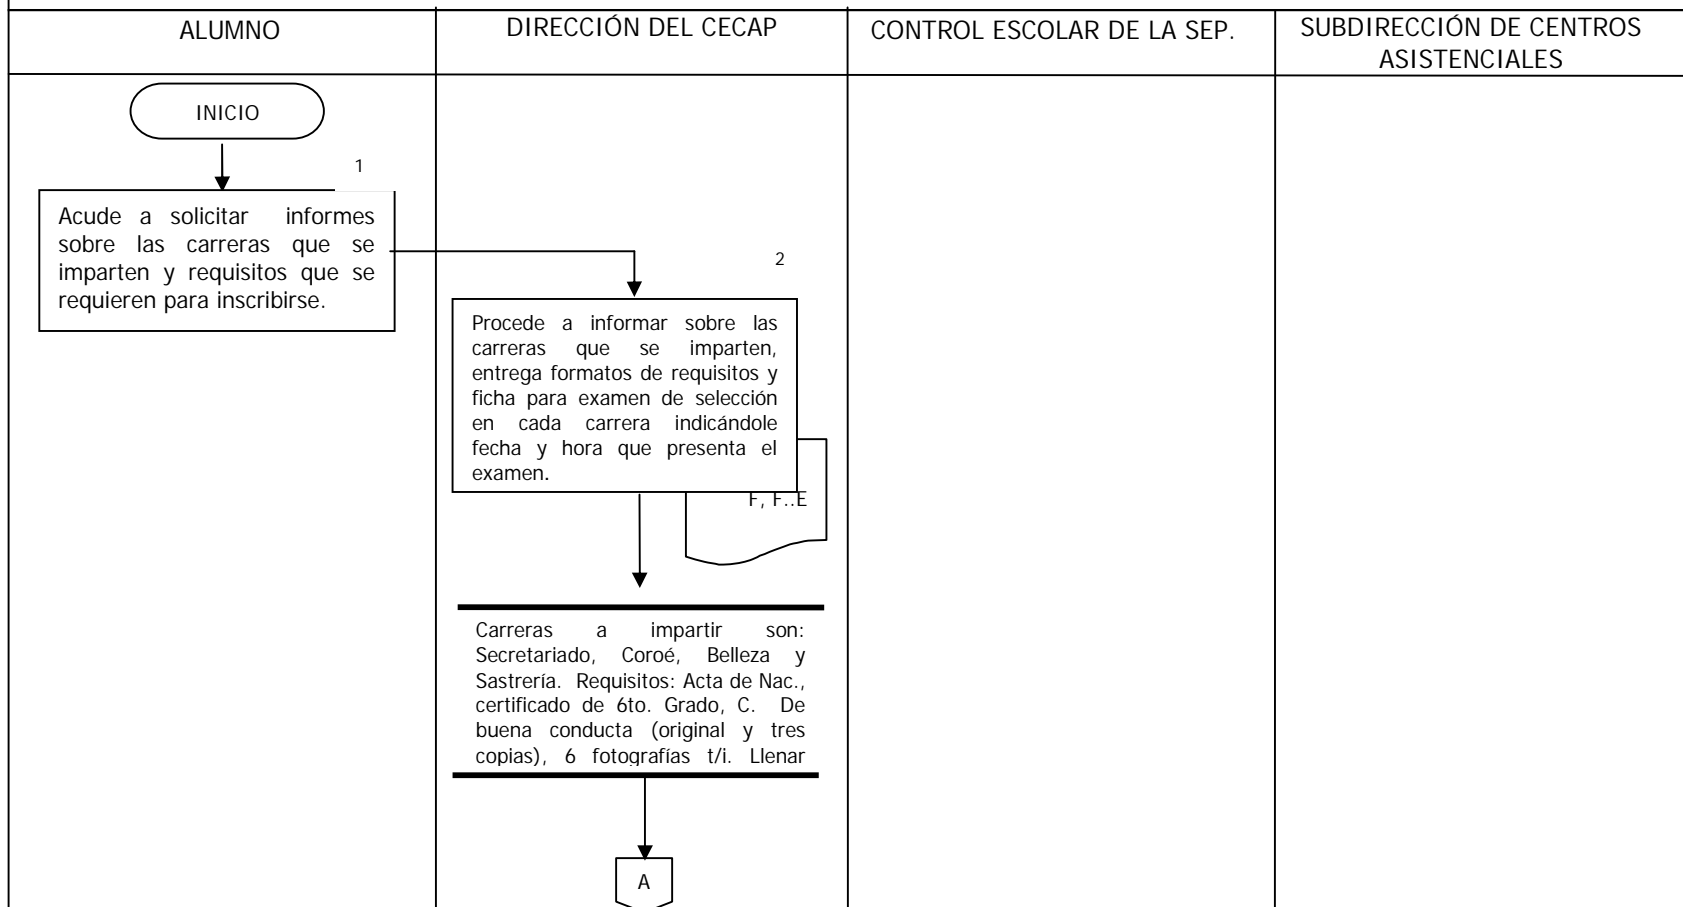 ALUMNO
DIRECCIÓN DEL CECAP
CONTROL ESCOLAR DE LA SEP.
SUBDIRECCIÓN DE CENTROS
ASISTENCIALES
INICIO
1
Acude a solicitar informes
sobre las carreras que se
imparten y requisitos que se
requieren para inscribirse.
2
Procede a informar sobre las
carreras que se imparten,
entrega formatos de requisitos y
ficha para examen de selección
en cada carrera indicándole
fecha y hora que presenta el
examen.
F, F..E
Carreras a impartir son:
Secretariado, Coroé, Belleza y
Sastrería. Requisitos: Acta de Nac.,
certificado de 6to. Grado, C. De
buena conducta (original y tres
copias), 6 fotografías t/i. Llenar
A